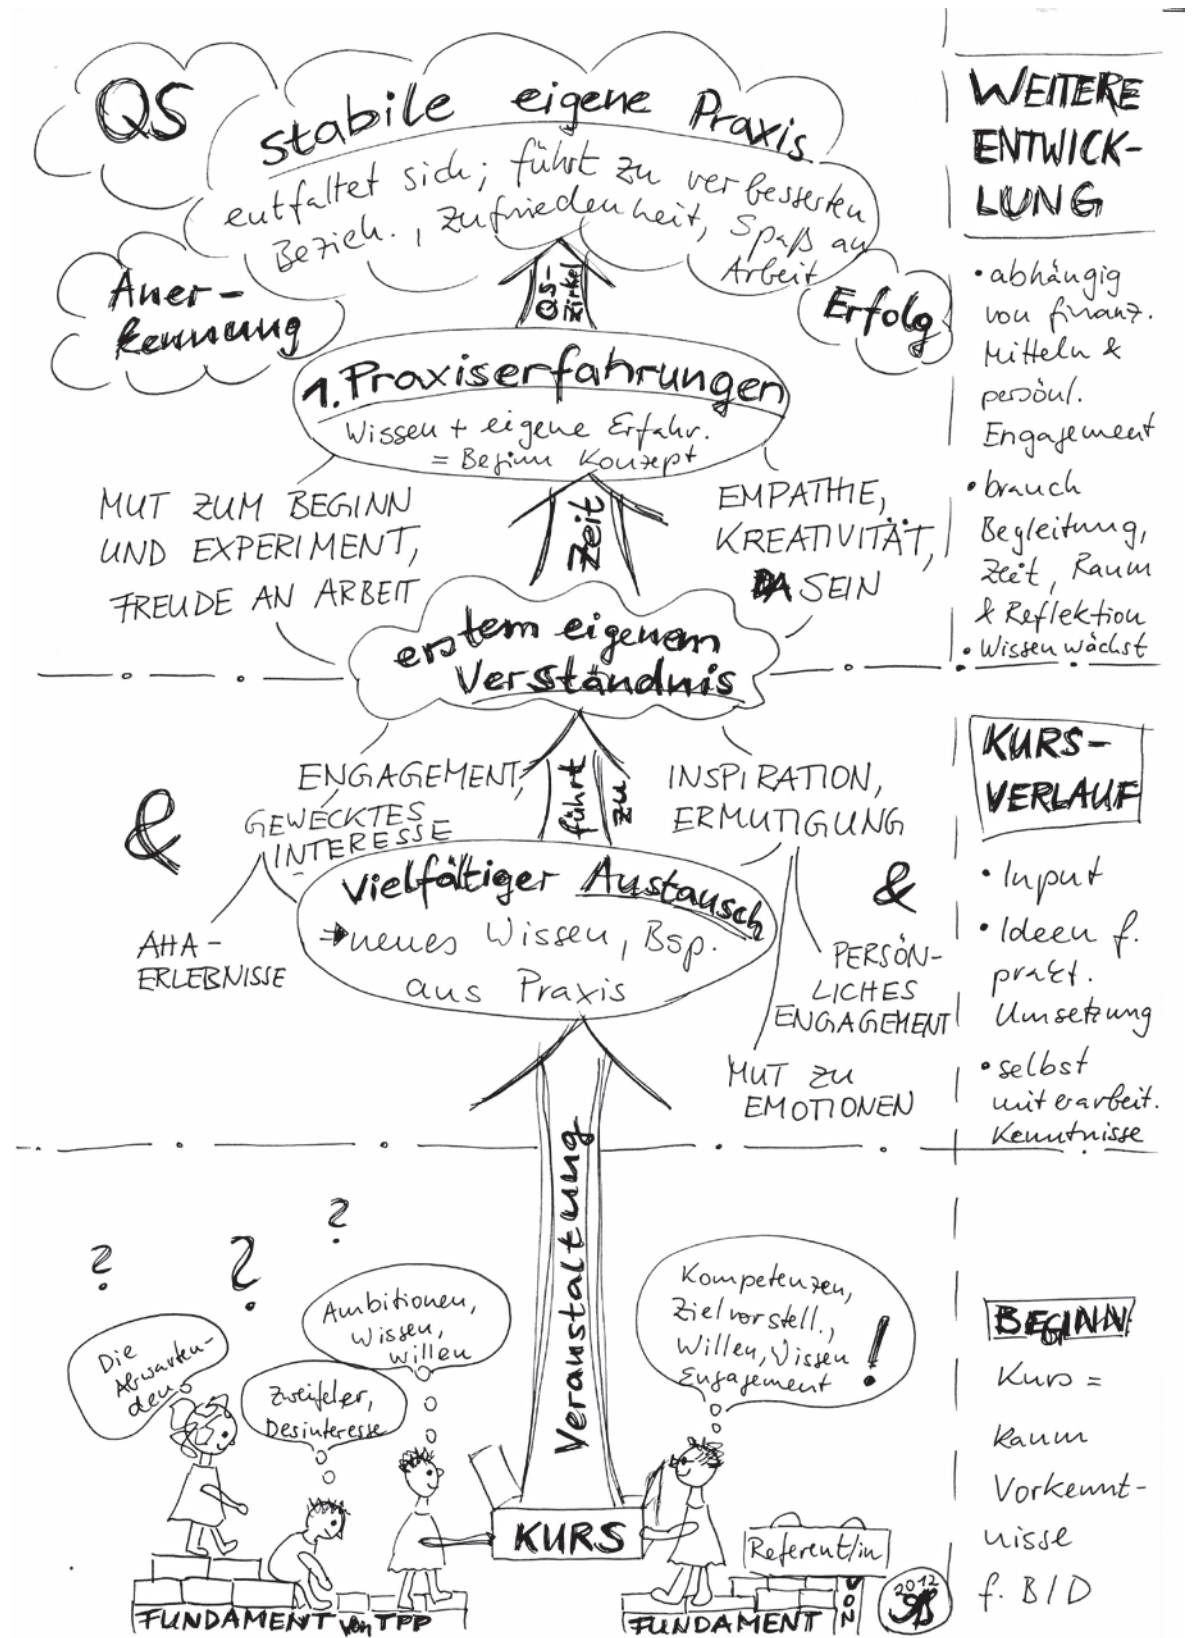 QS
stabile eigene Praxis
entfaltet sich; führt zu verbesserten
Bezieh., Zufriedenheit, Spaß an
Arbeit
Aner-
kennung
Erfolg
QS-
Zirkel
1. Praxiserfahrungen
Wissen + eigene Erfahr.
= Beginn Konzept
MUT ZUM BEGINN
UND EXPERIMENT,
FREUDE AN ARBEIT
Zeit
EMPATHIE,
KREATIVITÄT,
DA SEIN
erstem eigenem
Verständnis
WEITERE
ENTWICK-
LUNG
• abhängig
von finanz.
Mitteln &
persönl.
Engagement
• brauch
Begleitung,
Zeit, Raum
& Reflektion
• Wissen wächst
&
ENGAGEMENT,
GEWECKTES
INTERESSE
führt
zu
INSPIRATION,
ERMUTIGUNG
&
vielfältiger Austausch
→ neues Wissen, Bsp.
aus Praxis
AHA-
ERLEBNISSE
PERSÖN-
LICHES
ENGAGEMENT
MUT ZU
EMOTIONEN
KURS-
VERLAUF
• Input
• Ideen f.
prakt.
Umsetzung
• selbst
mit erarbeit.
Kenntnisse
Veranstaltung
? ? ?
Die
Abwarten-
den
Zweifeler,
Desinteresse
Ambitionen,
Wissen,
willen
Kompetenzen,
Zielvorstell.,
Willen, Wissen
Engagement
!
KURS
Referent/in
FUNDAMENT von TPP
FUNDAMENT
VON
2012
BEGINN
Kurs =
kaum
Vorkennt-
nisse
f. B/D